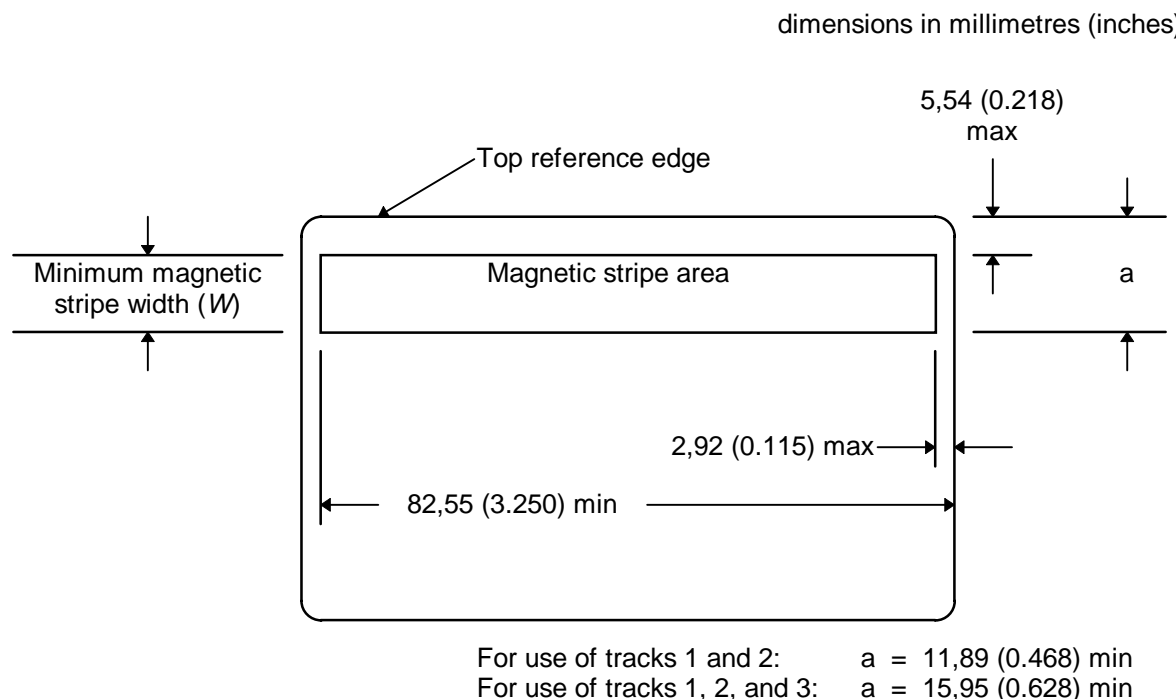 dimensions in millimetres (inches)
5,54 (0.218)
max
Top reference edge
Minimum magnetic
stripe width (W)
Magnetic stripe area
a
2,92 (0.115) max
82,55 (3.250) min
For use of tracks 1 and 2: a = 11,89 (0.468) min
For use of tracks 1, 2, and 3: a = 15,95 (0.628) min